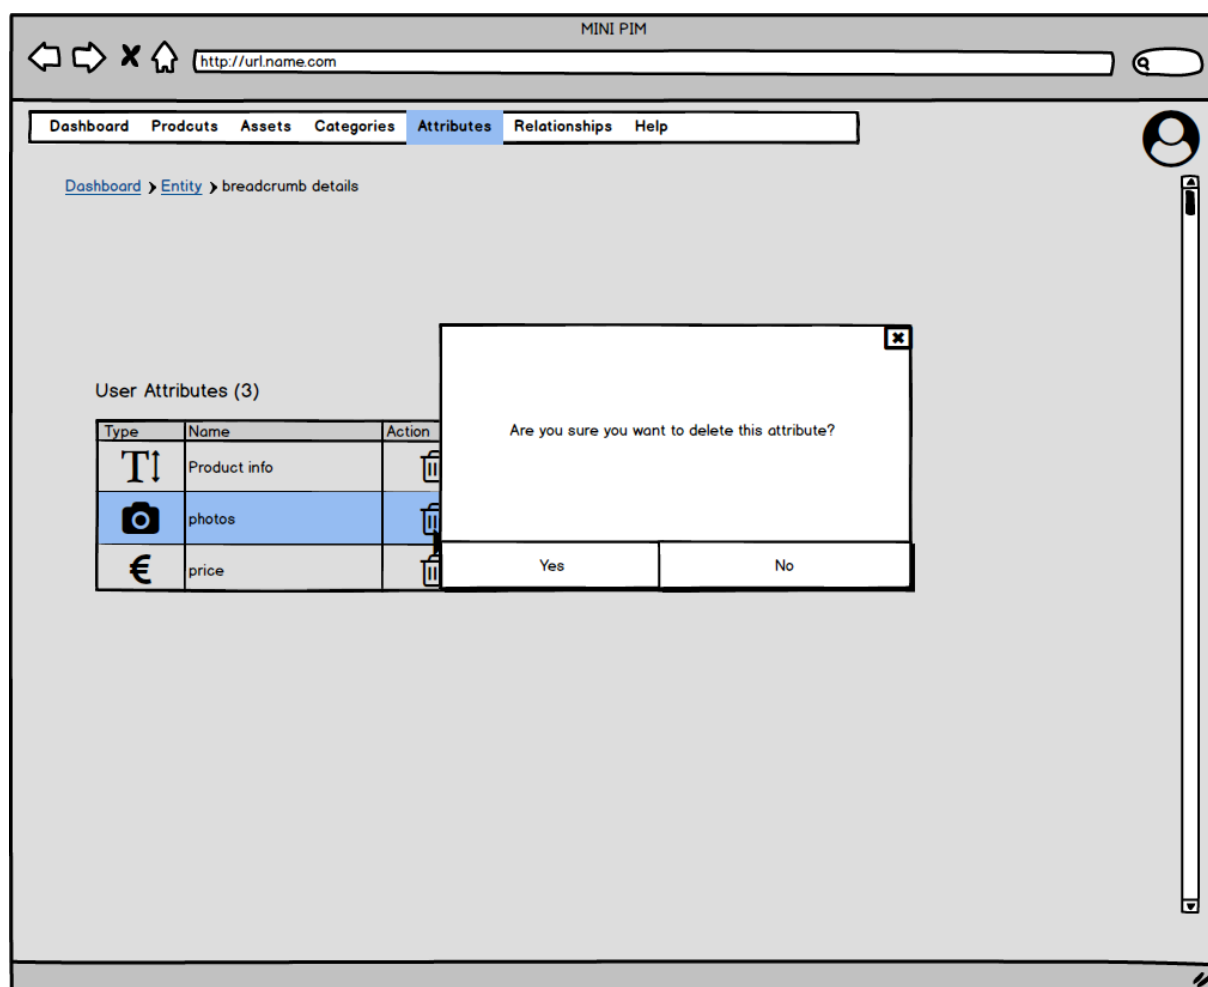 MINI PIM
http://url.name.com
Dashboard Prodcuts Assets Categories Attributes Relationships Help
Dashboard > Entity > breadcrumb details
User Attributes (3)
Type Name Action
Are you sure you want to delete this attribute?
T Product info
photos
€ price
Yes No